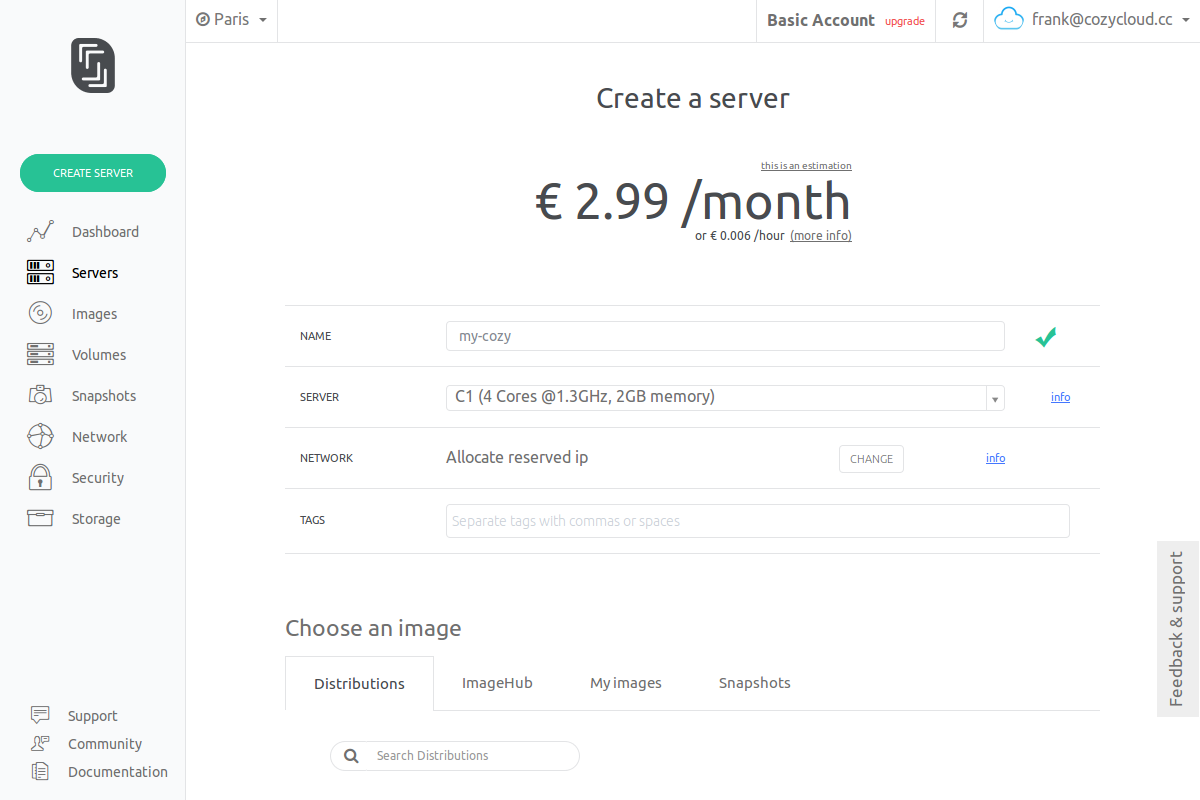 Paris
Basic Account upgrade
frank@cozycloud.cc
CREATE SERVER
Dashboard
Servers
Images
Volumes
Snapshots
Network
Security
Storage
Support
Community
Documentation
Create a server
this is an estimation
€ 2.99 /month
or € 0.006 /hour (more info)
NAME my-cozy
SERVER C1 (4 Cores @1.3GHz, 2GB memory) info
NETWORK Allocate reserved ip CHANGE info
TAGS Separate tags with commas or spaces
Choose an image
Distributions ImageHub My images Snapshots
Search Distributions
Feedback & support